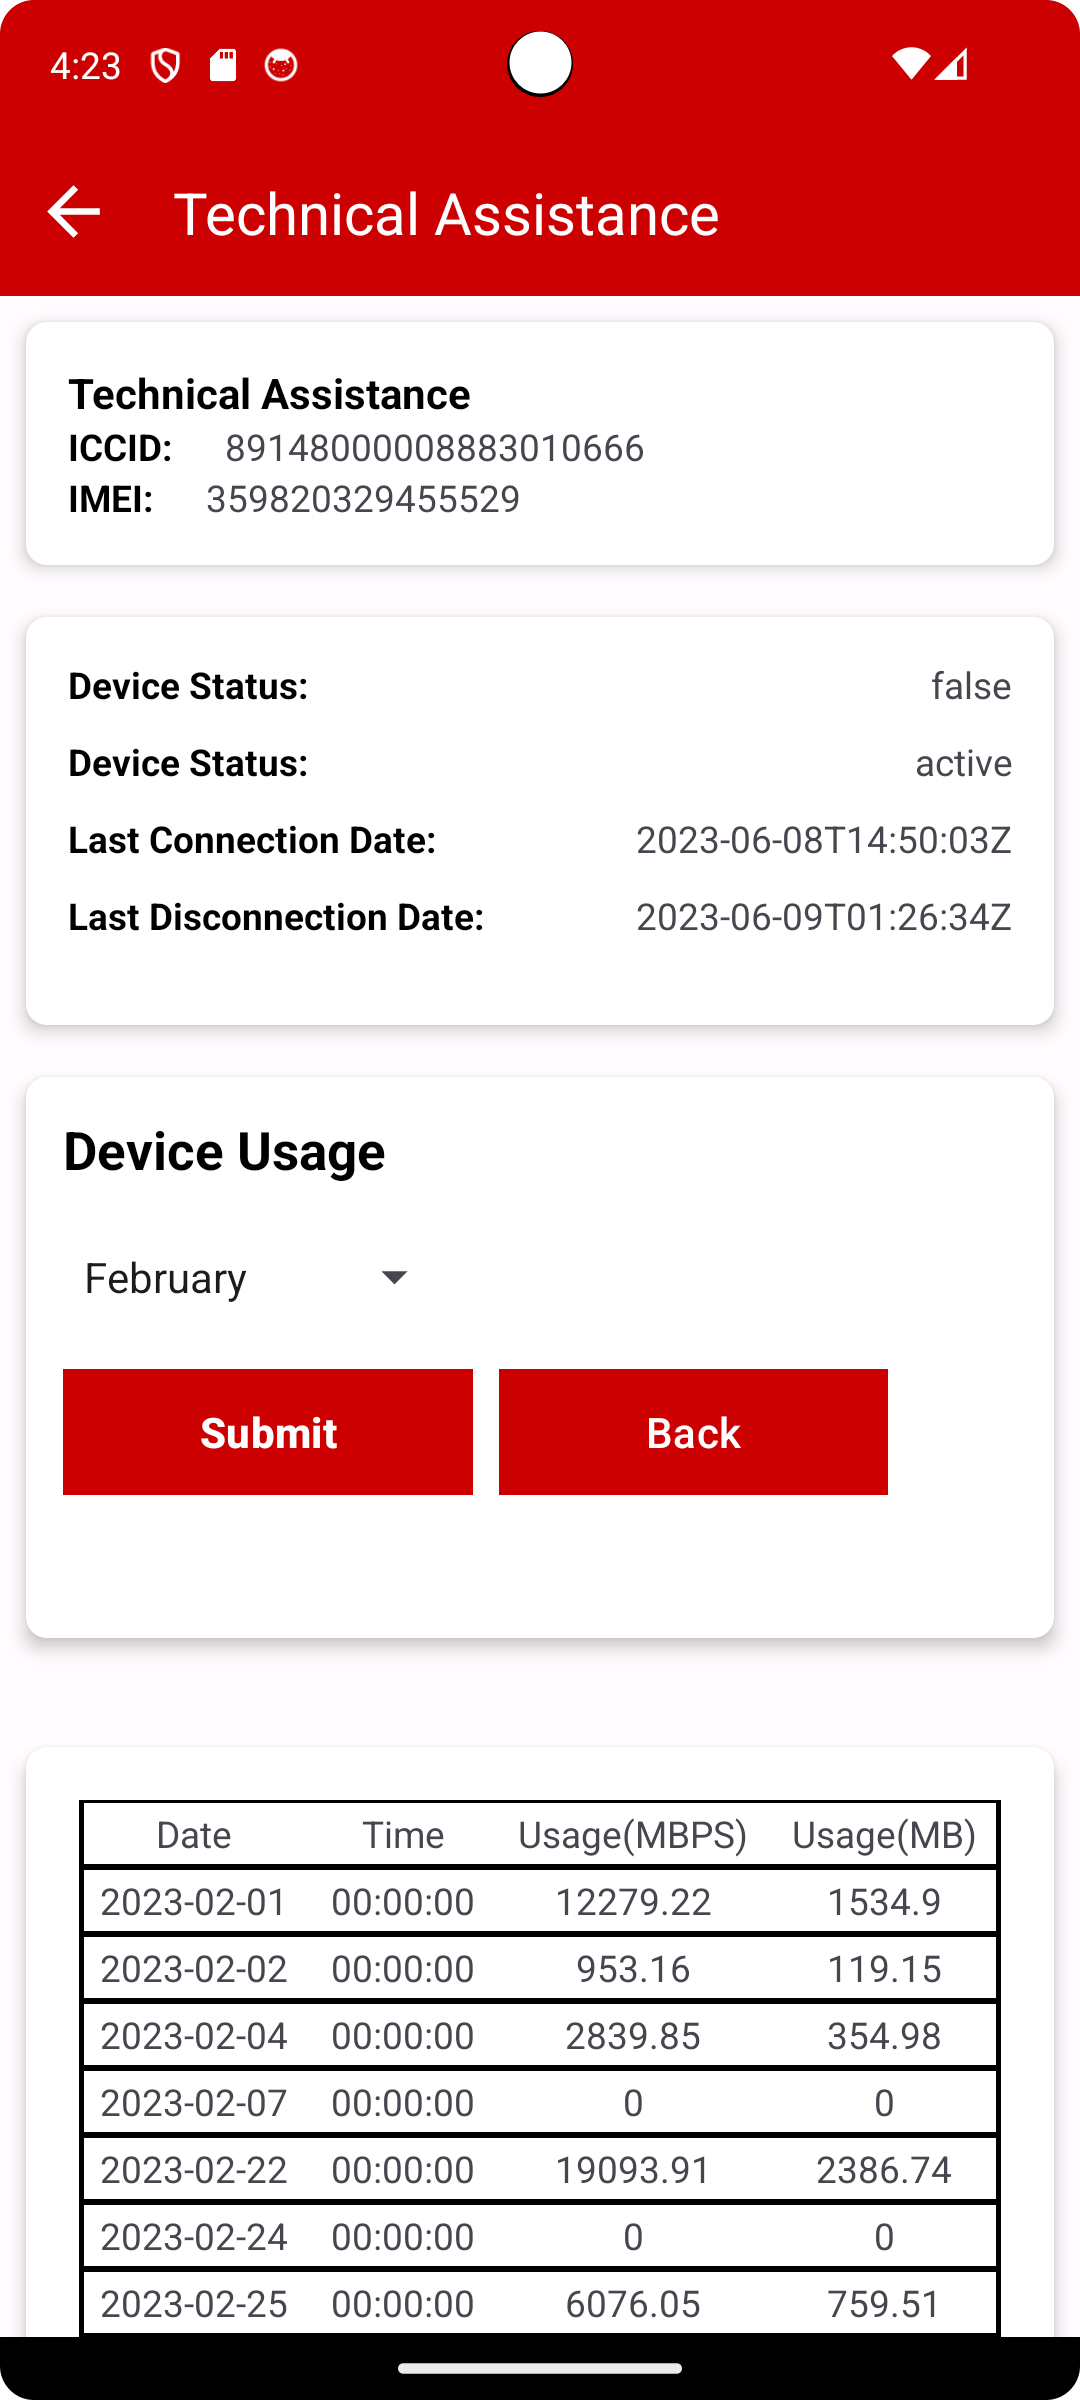 4:23
Technical Assistance
Technical Assistance
ICCID: 89148000008883010666
IMEI: 359820329455529
Device Status: false
Device Status: active
Last Connection Date: 2023-06-08T14:50:03Z
Last Disconnection Date: 2023-06-09T01:26:34Z
Device Usage
February
Submit Back
Date Time Usage(MBPS) Usage(MB)
2023-02-01 00:00:00 12279.22 1534.9
2023-02-02 00:00:00 953.16 119.15
2023-02-04 00:00:00 2839.85 354.98
2023-02-07 00:00:00 0 0
2023-02-22 00:00:00 19093.91 2386.74
2023-02-24 00:00:00 0 0
2023-02-25 00:00:00 6076.05 759.51